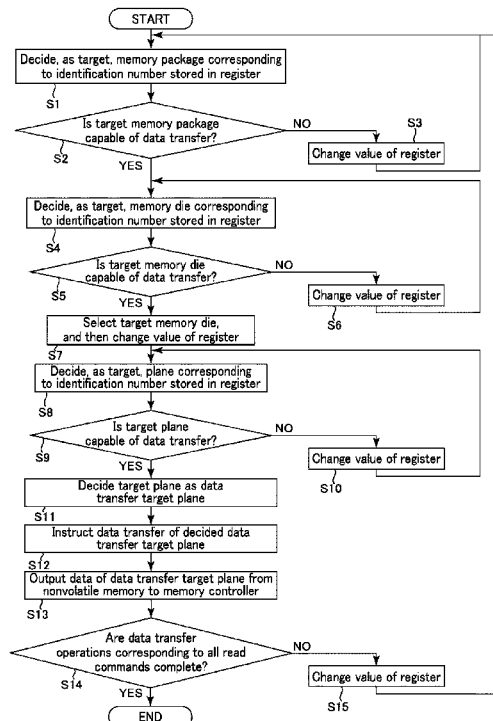 START
Decide, as target, memory package corresponding
to identification number stored in register
S1
Is target memory package
capable of data transfer?
S2
NO
S3
Change value of register
YES
Decide, as target, memory die corresponding
to identification number stored in register
S4
Is target memory die
capable of data transfer?
S5
NO
Change value of register
S6
YES
Select target memory die,
and then change value of register
S7
Decide, as target, plane corresponding
to identification number stored in register
S8
Is target plane
capable of data transfer?
S9
NO
Change value of register
S10
YES
Decide target plane as data
transfer target plane
S11
Instruct data transfer of decided data
transfer target plane
S12
Output data of data transfer target plane from
nonvolatile memory to memory controller
S13
Are data transfer
operations corresponding to all read
commands complete?
S14
NO
Change value of register
S15
YES
END